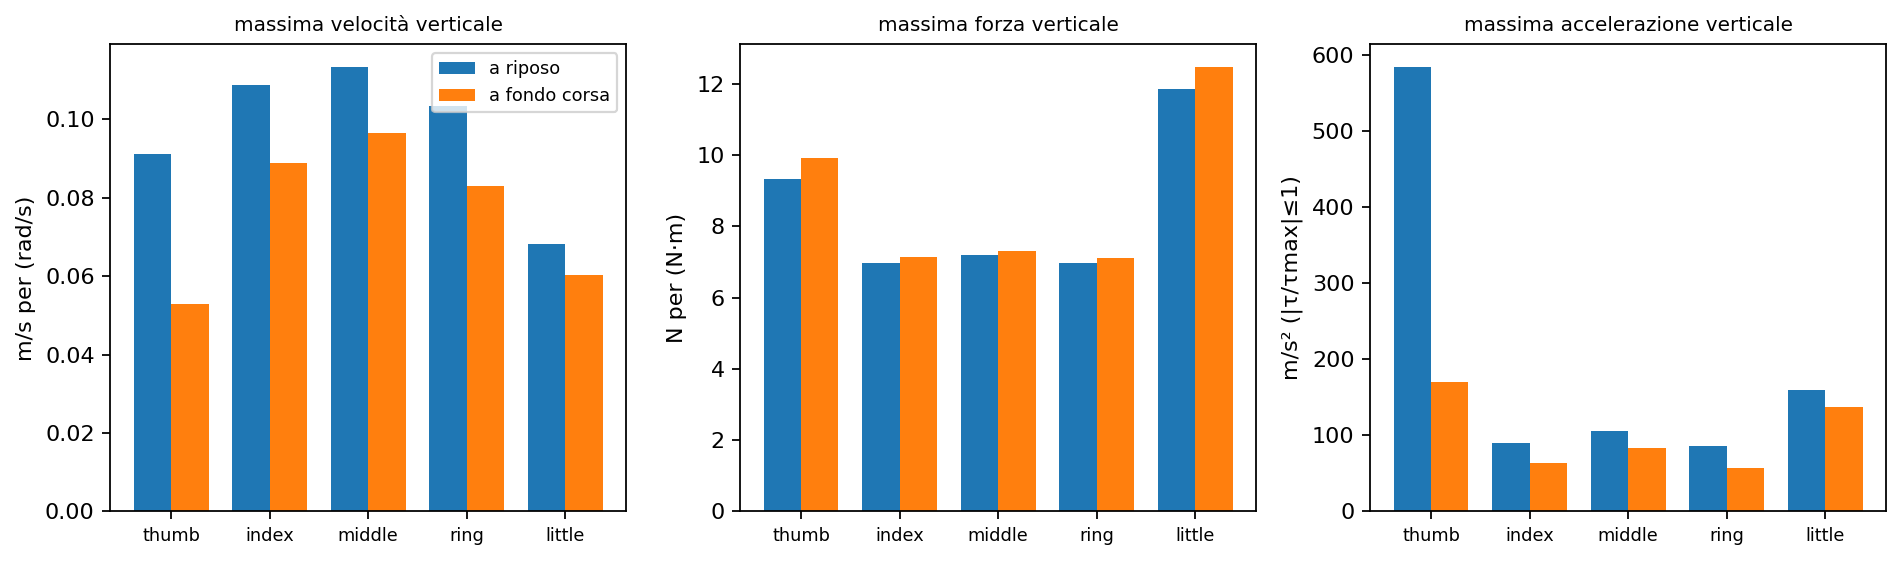 massima velocità verticale
m/s per (rad/s)
0.10
0.08
0.06
0.04
0.02
0.00
a riposo
a fondo corsa
thumb index middle ring little
massima forza verticale
N per (N·m)
12
10
8
6
4
2
0
thumb index middle ring little
massima accelerazione verticale
m/s² (|τ/τmax|≤1)
600
500
400
300
200
100
0
thumb index middle ring little